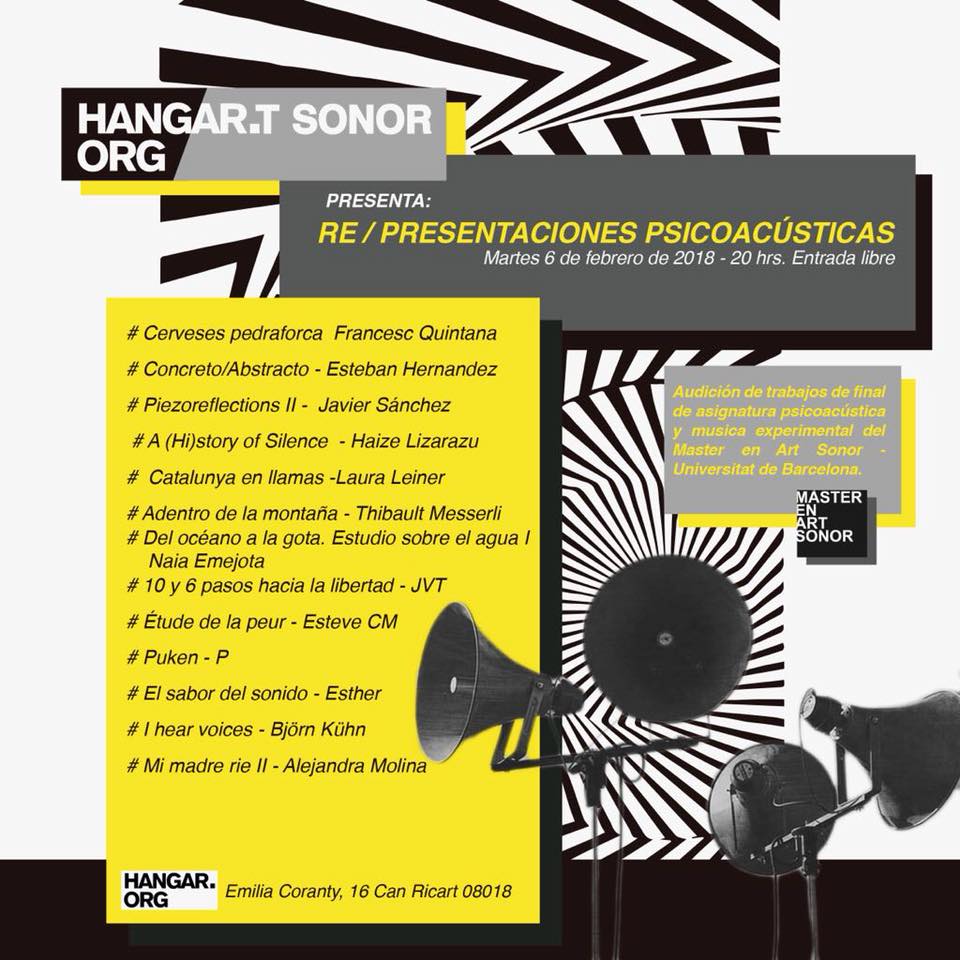 HANGAR.T SONOR
ORG
PRESENTA:
RE / PRESENTACIONES PSICOACÚSTICAS
Martes 6 de febrero de 2018 - 20 hrs. Entrada libre
# Cerveses pedraforca Francesc Quintana
# Concreto/Abstracto - Esteban Hernandez
# Piezoreflections II - Javier Sánchez
# A (Hi)story of Silence - Haize Lizarazu
# Catalunya en llamas -Laura Leiner
# Adentro de la montaña - Thibault Messerli
# Del océano a la gota. Estudio sobre el agua I
Naia Emejota
# 10 y 6 pasos hacia la libertad - JVT
# Étude de la peur - Esteve CM
# Puken - P
# El sabor del sonido - Esther
# I hear voices - Björn Kühn
# Mi madre rie II - Alejandra Molina
Audición de trabajos de final
de asignatura psicoacústica
y musica experimental del
Master en Art Sonor -
Universitat de Barcelona.
MASTER
EN
ART
SONOR
HANGAR.
ORG
Emilia Coranty, 16 Can Ricart 08018